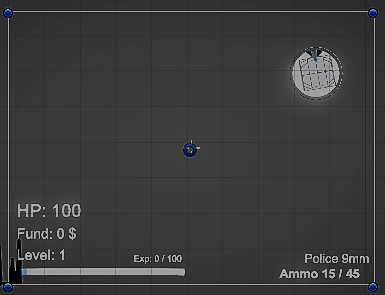 HP: 100
Fund: 0 $
Level: 1
Exp: 0 / 100
Police 9mm
Ammo 15 / 45